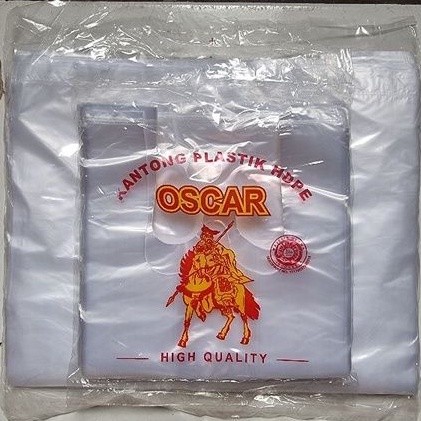 KANTONG PLASTIK HDPE
OSCAR
HIGH QUALITY